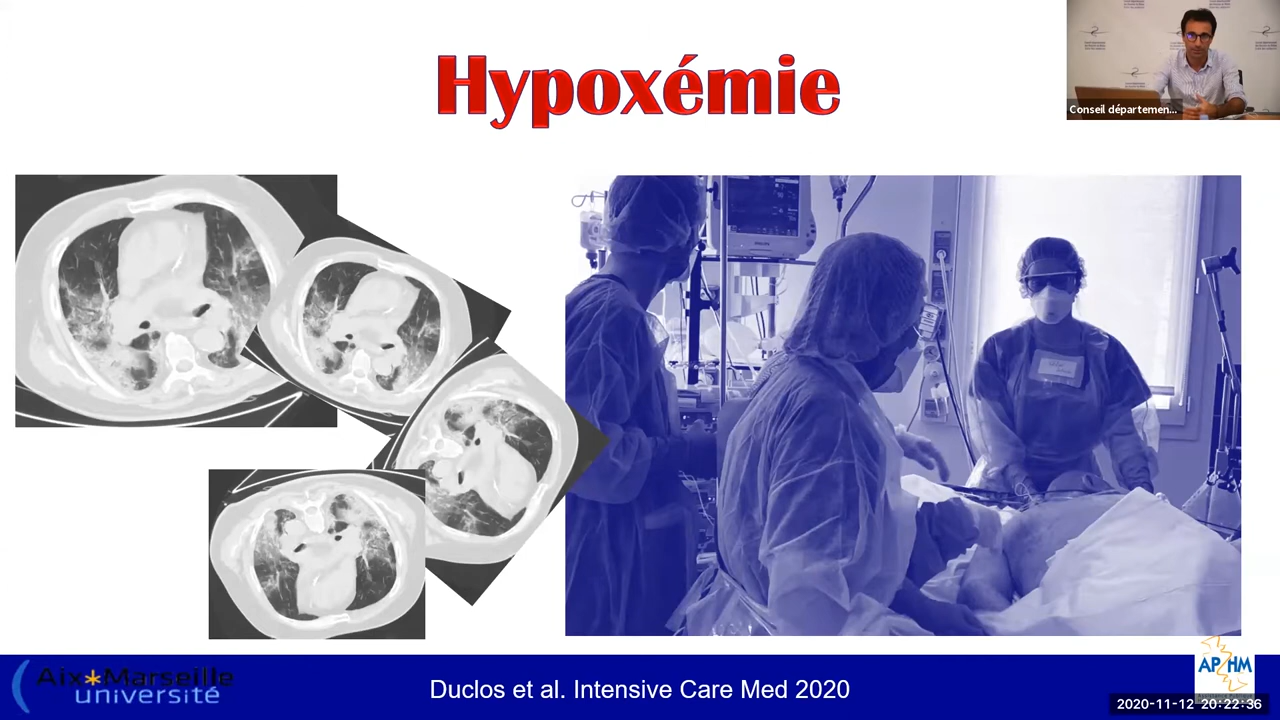 Hypoxémie
Conseil départemen...
PHILIPS
Aix*Marseille
université
Duclos et al. Intensive Care Med 2020
AP HM
2020-11-12 20:22:36